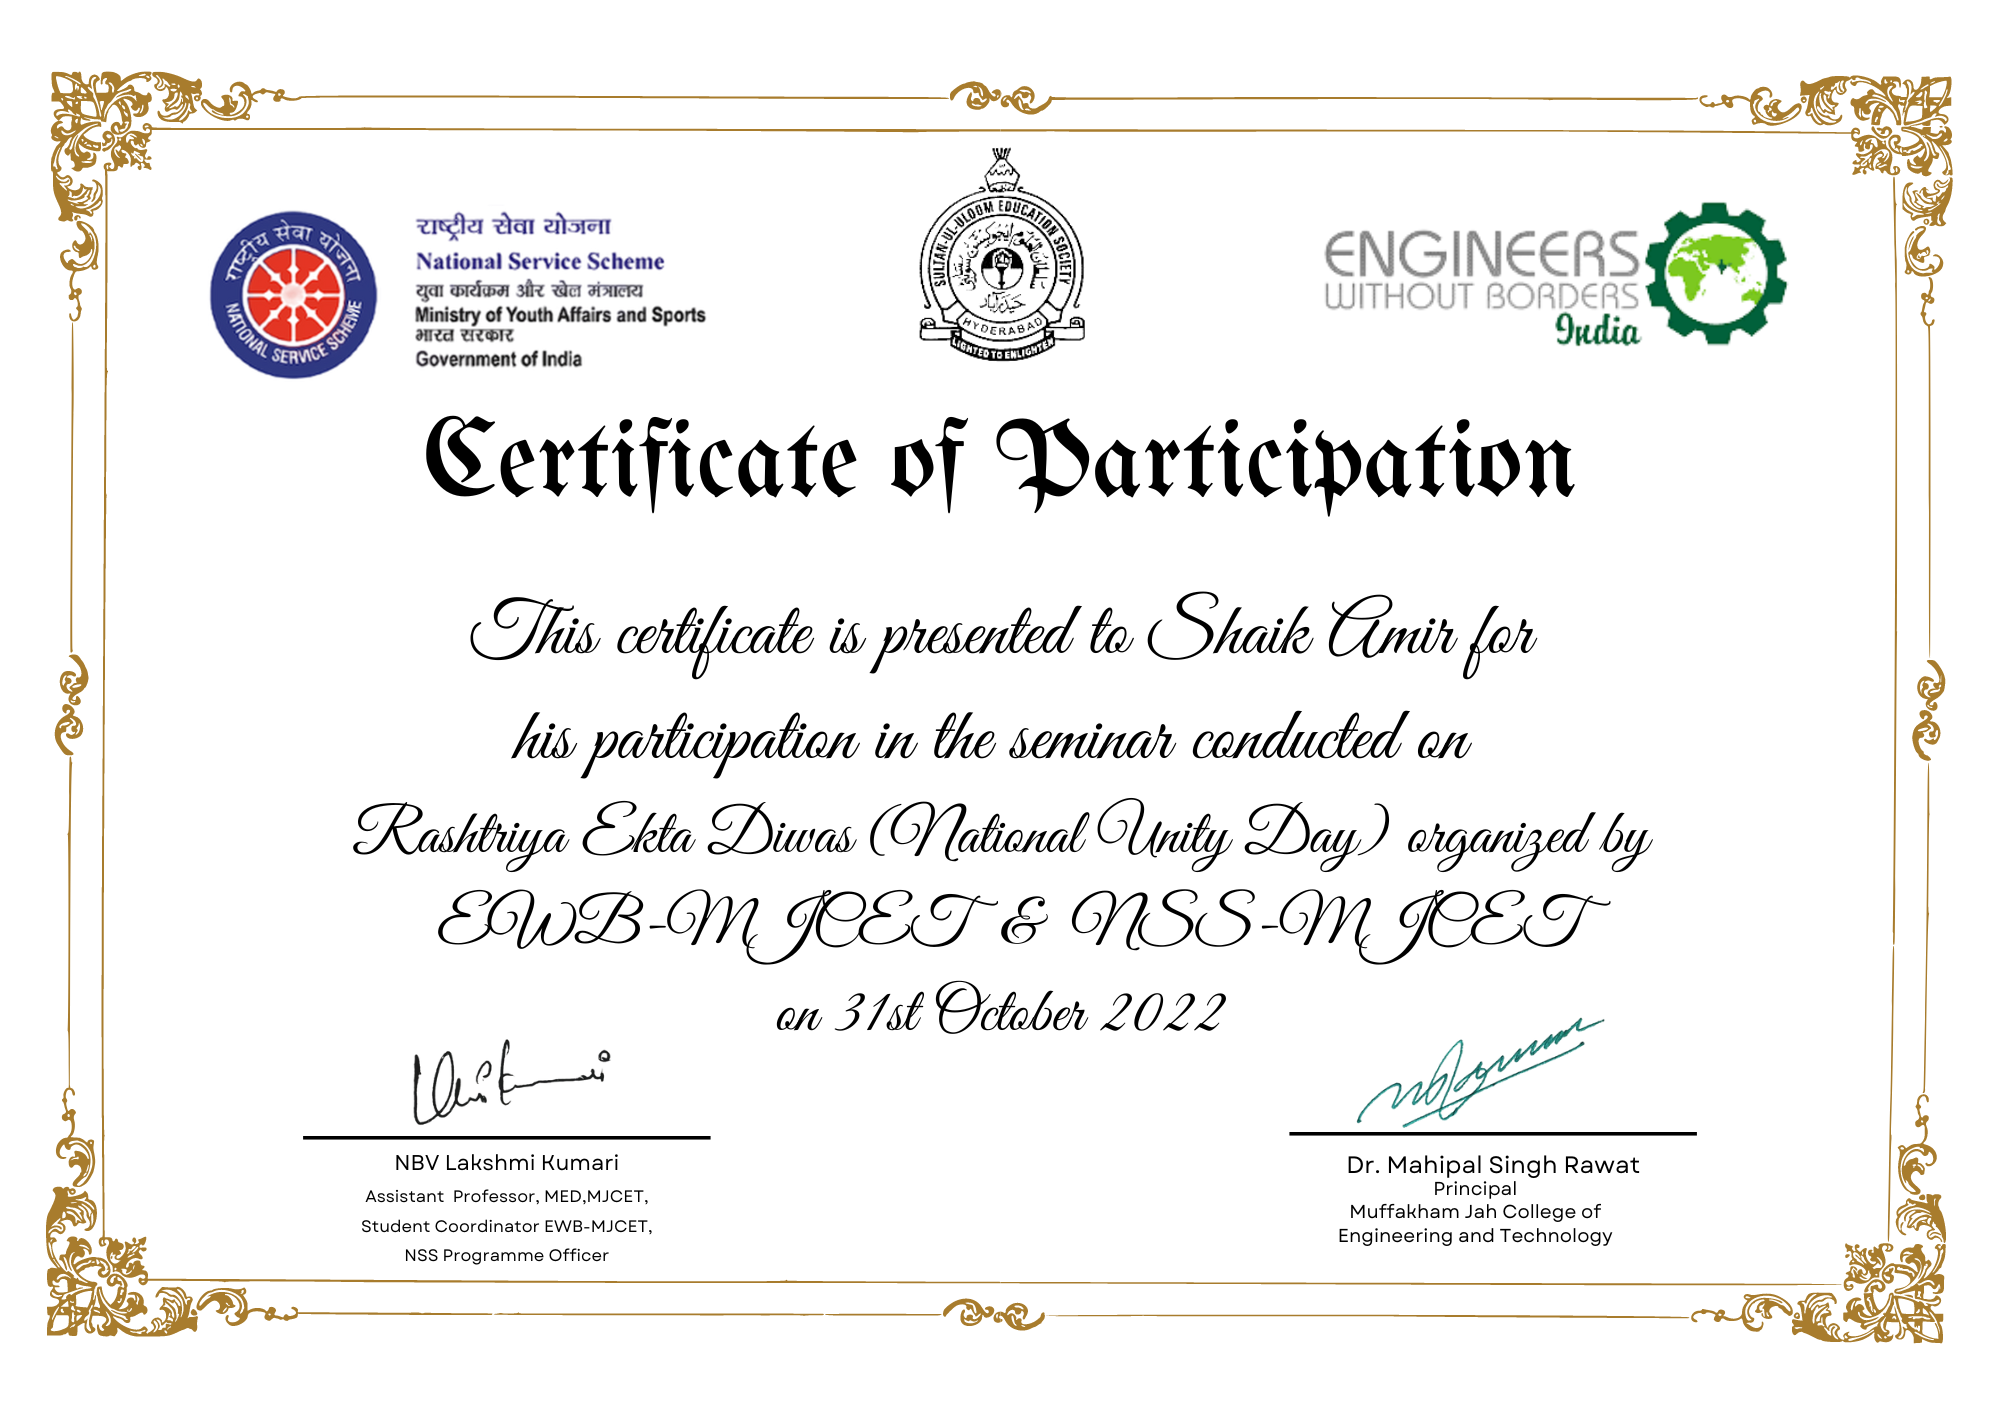 राष्ट्रीय सेवा योजना
NATIONAL SERVICE SCHEME
राष्ट्रीय सेवा योजना
National Service Scheme
युवा कार्यक्रम और खेल मंत्रालय
Ministry of Youth Affairs and Sports
भारत सरकार
Government of India
SULTAN-UL-ULOOM EDUCATION SOCIETY
حیدرآباد
HYDERABAD
LIGHTED TO ENLIGHTEN
ENGINEERS
WITHOUT BORDERS
India
Certificate of Participation
This certificate is presented to Shaik Amir for
his participation in the seminar conducted on
Rashtriya Ekta Diwas (National Unity Day) organized by
EWB-MJCET & NSS-MJCET
on 31st October 2022
NBV Lakshmi Kumari
Assistant Professor, MED,MJCET,
Student Coordinator EWB-MJCET,
NSS Programme Officer
Dr. Mahipal Singh Rawat
Principal
Muffakham Jah College of
Engineering and Technology